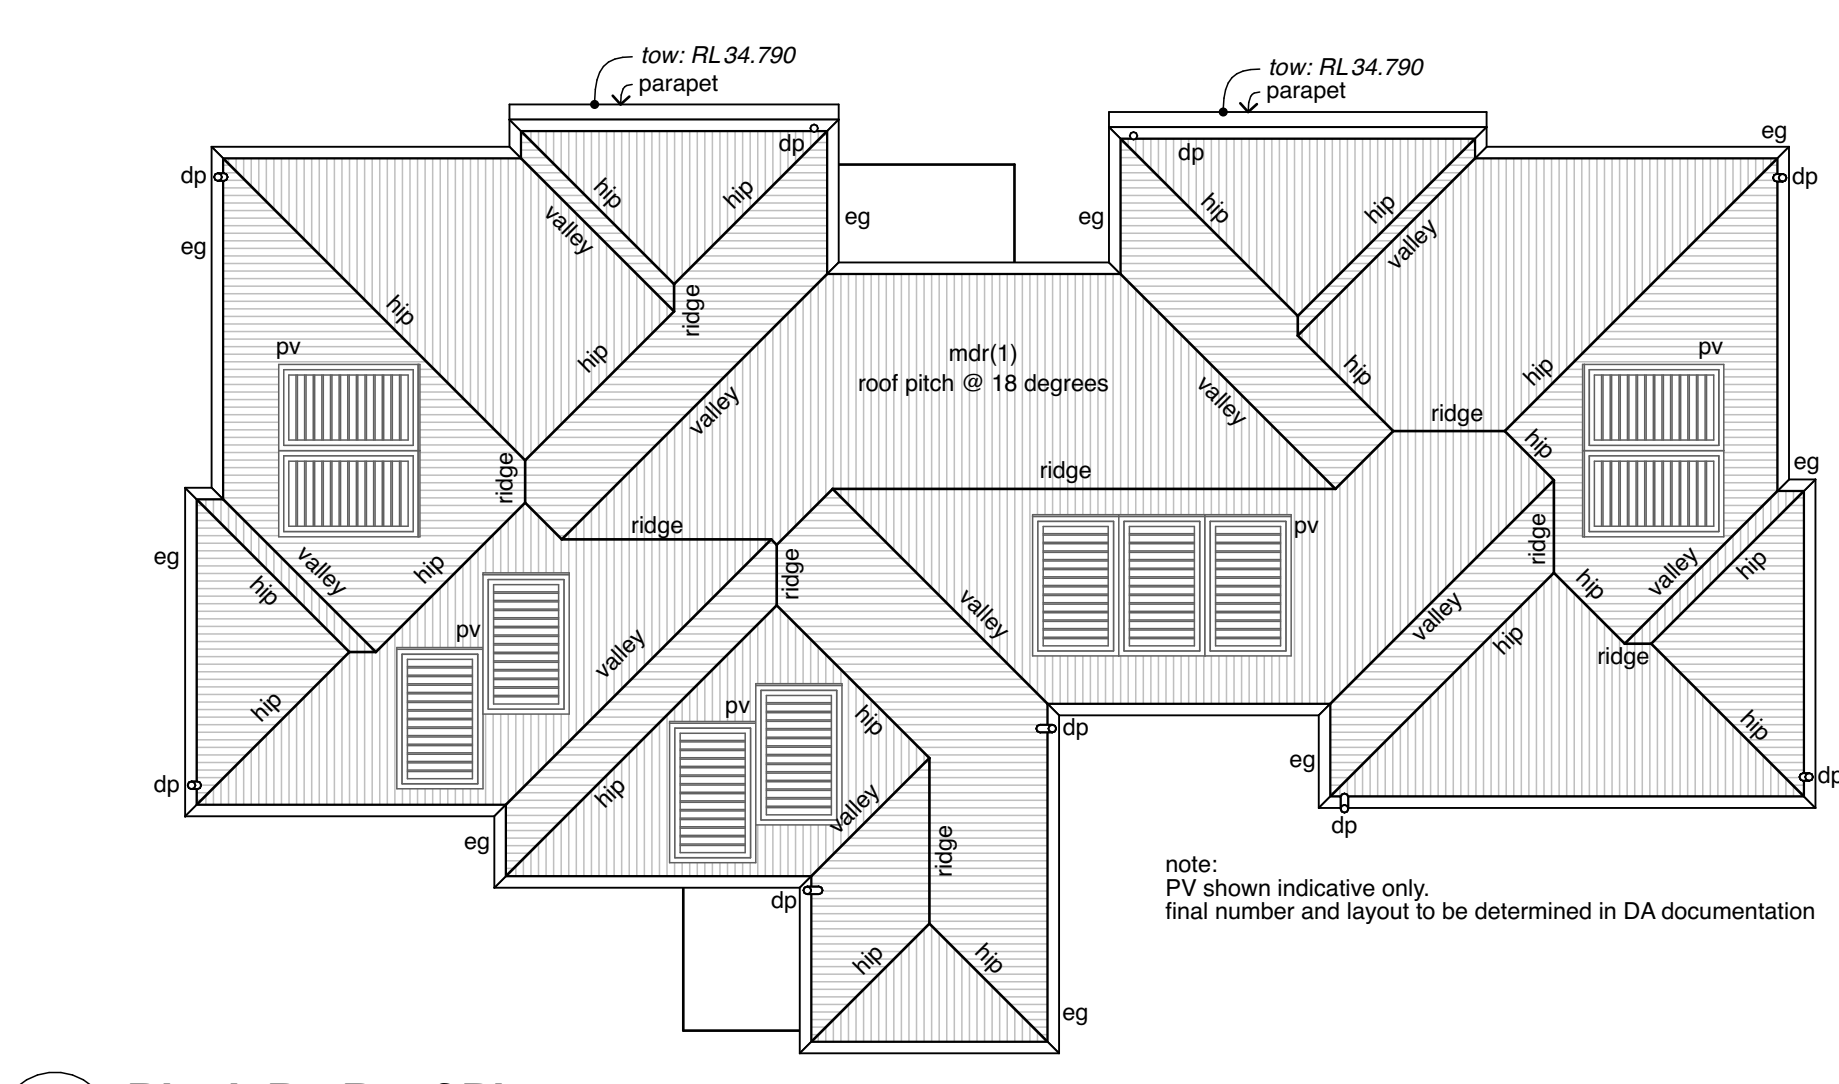 tow: RL34.790
parapet
tow: RL34.790
parapet
eg
dp
dp
dp
dp
hip
hip
hip
hip
valley
valley
eg
eg
eg
ridge
hip
hip
pv
mdr(1)
roof pitch @ 18 degrees
pv
hip
hip
valley
valley
ridge
hip
ridge
ridge
eg
ridge
pv
ridge
eg
ridge
valley
hip
hip
valley
valley
hip
hip
valley
hip
pv
valley
hip
ridge
hip
pv
hip
hip
dp
dp
eg
dp
hip
valley
eg
ridge
dp
dp
hip
hip
eg
note:
PV shown indicative only.
final number and layout to be determined in DA documentation